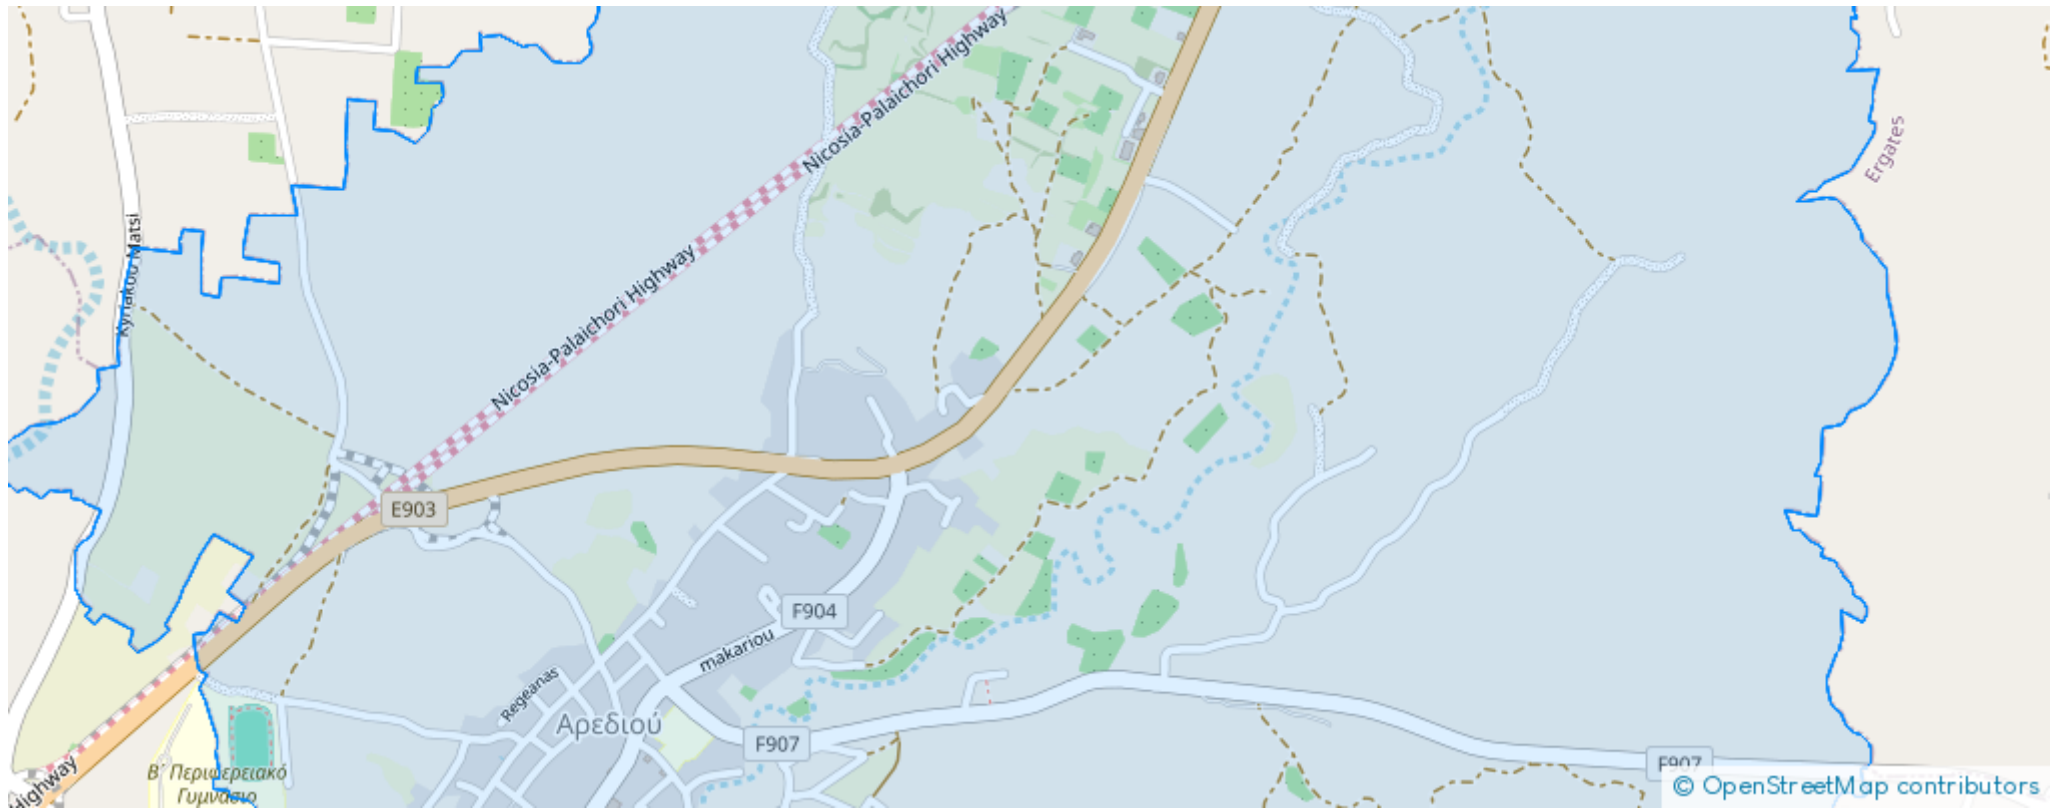 Nicosia-Palaichori Highway
Ergates
Kyriakou Matsi
Nicosia-Palaichori Highway
E903
F904
makariou
Regeanas
Αρεδιού
F907
F907
Highway
Β΄ Περιφερειακό
Γυμνάσιο
© OpenStreetMap contributors